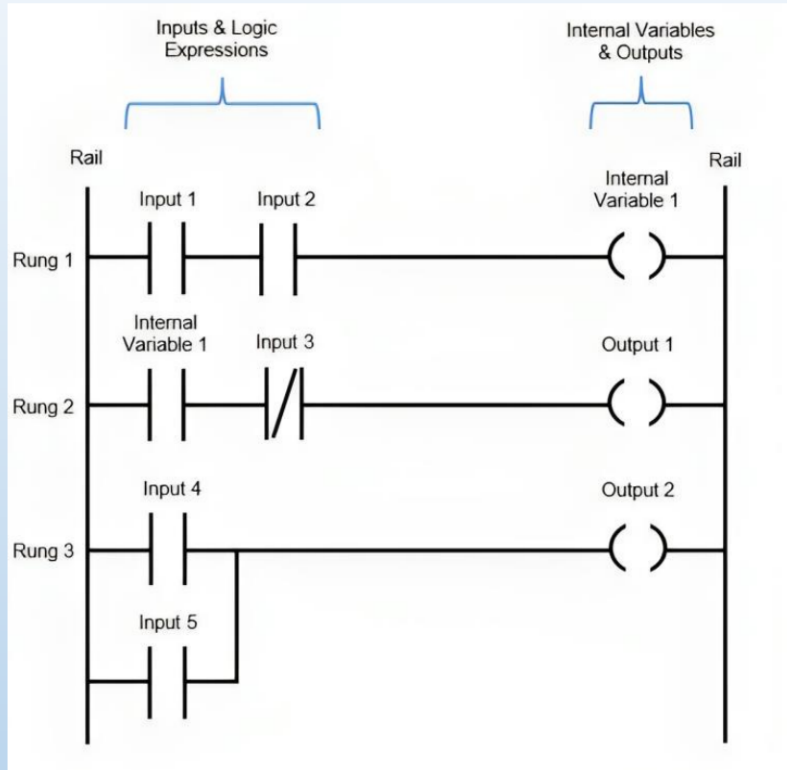 Inputs & Logic
Expressions
Internal Variables
& Outputs
Rail
Rail
Input 1
Input 2
Internal
Variable 1
Rung 1
Internal
Variable 1
Input 3
Output 1
Rung 2
Input 4
Output 2
Rung 3
Input 5